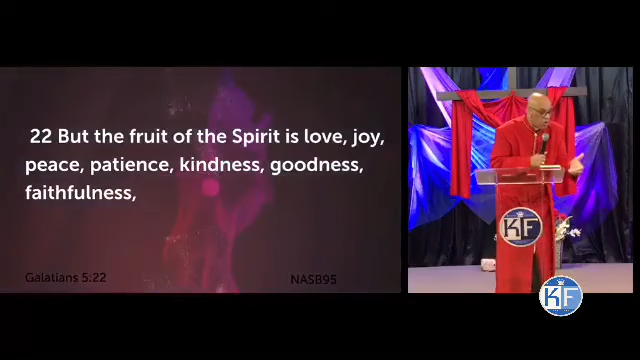 22 But the fruit of the Spirit is love, joy,
peace, patience, kindness, goodness,
faithfulness,
Galatians 5:22
NASB95
KF
KF